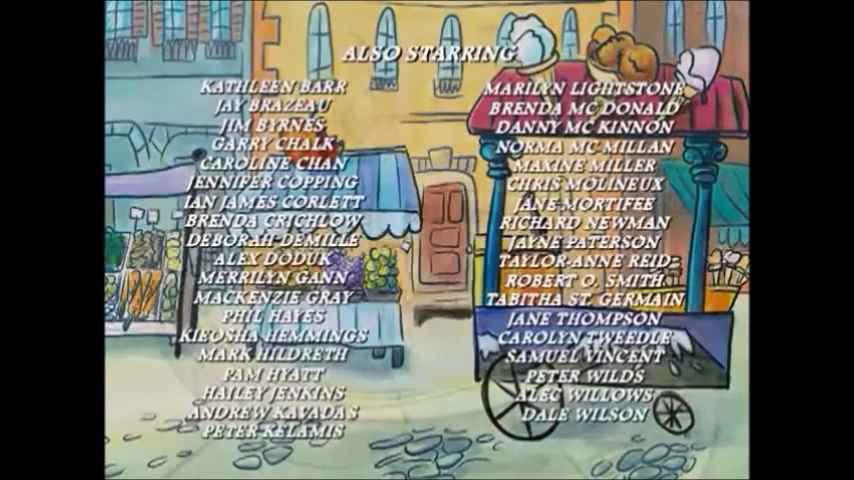 ALSO STARRING
KATHLEEN BARR
JAY BRAZEAU
JIM BYRNES
GARRY CHALK
CAROLINE CHAN
JENNIFER COPPING
IAN JAMES CORLETT
BRENDA CRICHLOW
DEBORAH DEMILLE
ALEX DODUK
MERRILYN GANN
MACKENZIE GRAY
PHIL HAYES
KIEOSHA HEMMINGS
MARK HILDRETH
PAM HYATT
HAILEY JENKINS
ANDREW KAVADAS
PETER KELAMIS
MARILYN LIGHTSTONE
BRENDA MC DONALD
DANNY MC KINNON
NORMA MC MILLAN
MAXINE MILLER
CHRIS MOLINEUX
JANE MORTIFEE
RICHARD NEWMAN
JAYNE PATERSON
TAYLOR-ANNE REID
ROBERT O. SMITH
TABITHA ST. GERMAIN
JANE THOMPSON
CAROLYN TWEEDLE
SAMUEL VINCENT
PETER WILDS
ALEC WILLOWS
DALE WILSON